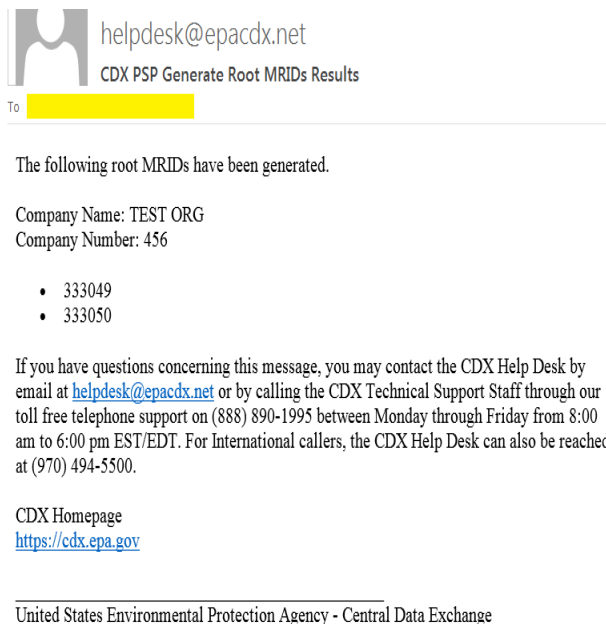 helpdesk@epacdx.net
CDX PSP Generate Root MRIDs Results
To
The following root MRIDs have been generated.
Company Name: TEST ORG
Company Number: 456
• 333049
• 333050
If you have questions concerning this message, you may contact the CDX Help Desk by
email at helpdesk@epacdx.net or by calling the CDX Technical Support Staff through our
toll free telephone support on (888) 890-1995 between Monday through Friday from 8:00
am to 6:00 pm EST/EDT. For International callers, the CDX Help Desk can also be reached
at (970) 494-5500.
CDX Homepage
https://cdx.epa.gov
United States Environmental Protection Agency - Central Data Exchange